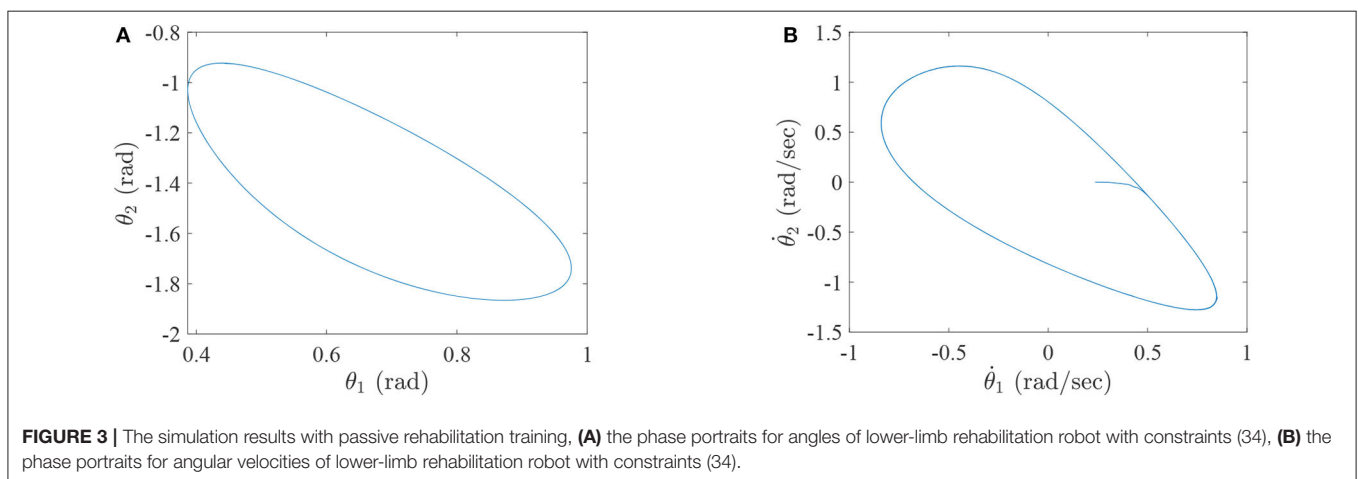 A
-0.8
-1
-1.2
-1.4
-1.6
-1.8
-2
θ₂ (rad)
0.4 0.6 0.8 1
θ₁ (rad)
B
1.5
1
0.5
0
-0.5
-1
-1.5
θ̇₂ (rad/sec)
-1 -0.5 0 0.5 1
θ̇₁ (rad/sec)
FIGURE 3 | The simulation results with passive rehabilitation training, (A) the phase portraits for angles of lower-limb rehabilitation robot with constraints (34), (B) the
phase portraits for angular velocities of lower-limb rehabilitation robot with constraints (34).